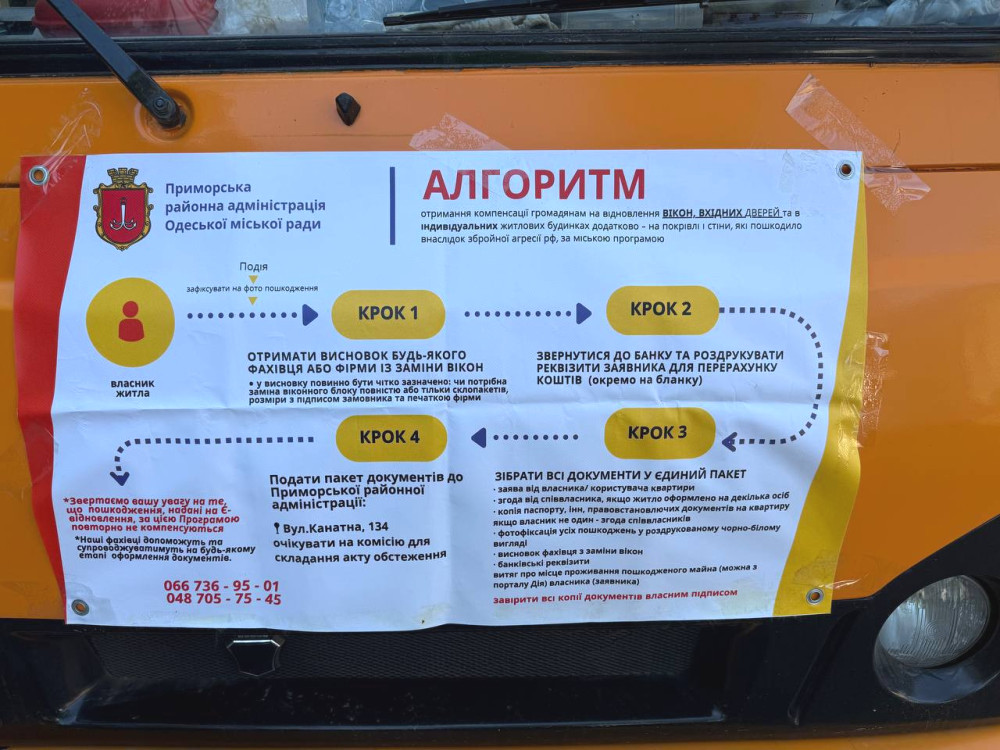 Приморська
районна адміністрація
Одеської міської ради
АЛГОРИТМ
отримання компенсації громадянам на відновлення ВІКОН, ВХІДНИХ ДВЕРЕЙ та в
індивідуальних житлових будинках додатково – на покрівлі і стіни, які пошкодило
внаслідок збройної агресії рф, за міською програмою
Подія
зафіксувати на фото пошкодження
власник
житла
КРОК 1
ОТРИМАТИ ВИСНОВОК БУДЬ-ЯКОГО
ФАХІВЦЯ АБО ФІРМИ ІЗ ЗАМІНИ ВІКОН
• у висновку повинно бути чітко зазначено: чи потрібна
заміна віконного блоку повністю або тільки склопакетів,
розміри з підписом замовника та печаткою фірми
КРОК 2
ЗВЕРНУТИСЯ ДО БАНКУ ТА РОЗДРУКУВАТИ
РЕКВІЗИТИ ЗАЯВНИКА ДЛЯ ПЕРЕРАХУНКУ
КОШТІВ (окремо на бланку)
КРОК 3
ЗІБРАТИ ВСІ ДОКУМЕНТИ У ЄДИНИЙ ПАКЕТ
· заява від власника/ користувача квартири
· згода від співвласника, якщо житло оформлено на декілька осіб
· копія паспорту, інн, правовстановлюючих документів на квартиру
якщо власник не один - згода співвласників
· фотофіксація усіх пошкоджень у роздрукованому чорно-білому
вигляді
· висновок фахівця з заміни вікон
· банківські реквізити
витяг про місце проживання пошкодженого майна (можна з
порталу Дія) власника (заявника)
завірити всі копії документів власним підписом
КРОК 4
Подати пакет документів до
Приморської районної
адміністрації:
Вул.Канатна, 134
очікувати на комісію для
складання акту обстеження
*Звертаємо вашу увагу на те,
що пошкодження, надані на Є-
відновлення, за цією Програмою
повторно не компенсуються
*Наші фахівці допоможуть та
супроводжуватимуть на будь-якому
етапі оформлення документів.
066 736 - 95 - 01
048 705 - 75 - 45